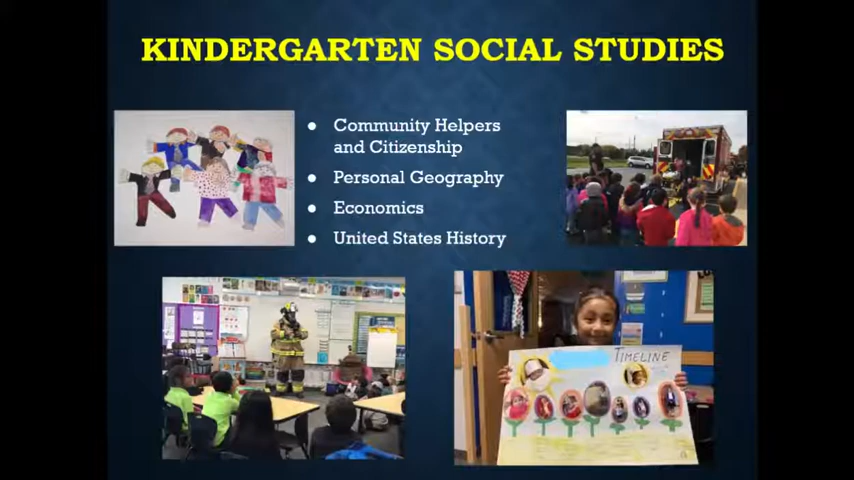 KINDERGARTEN SOCIAL STUDIES
● Community Helpers
and Citizenship
● Personal Geography
● Economics
● United States History
TIMELINE